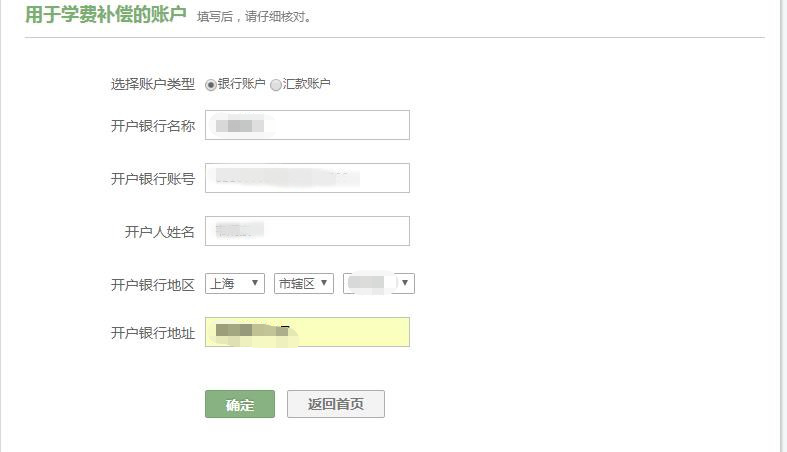 用于学费补偿的账户 填写后，请仔细核对。
选择账户类型 银行账户 汇款账户
开户银行名称
开户银行账号
开户人姓名
开户银行地区 上海 市辖区
开户银行地址
确定 返回首页